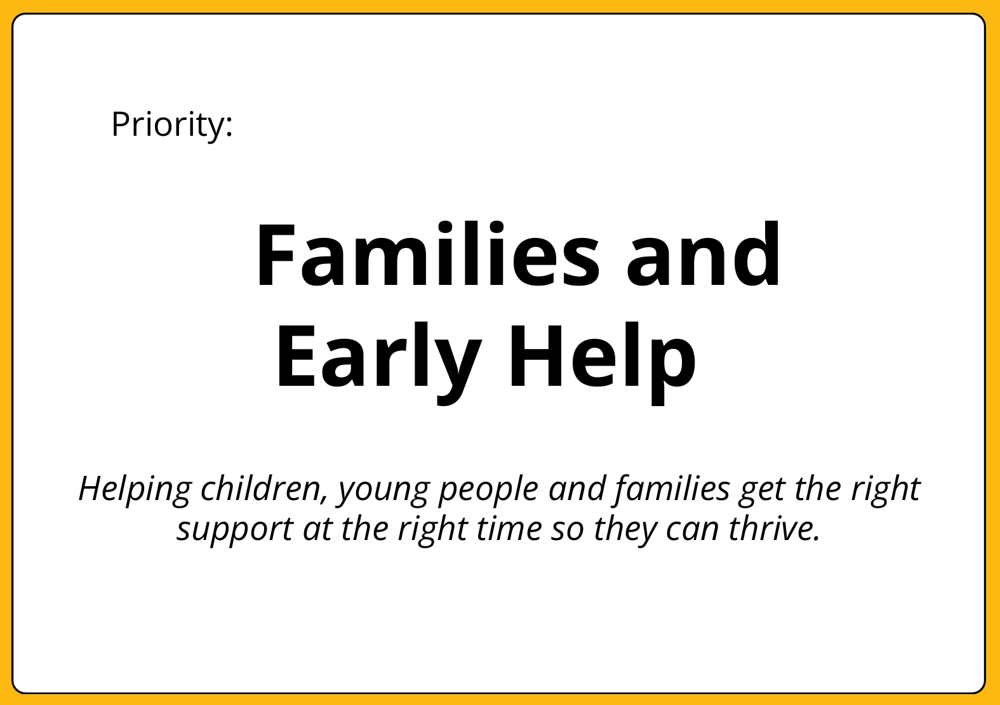 Priority:
Families and
Early Help
Helping children, young people and families get the right
support at the right time so they can thrive.